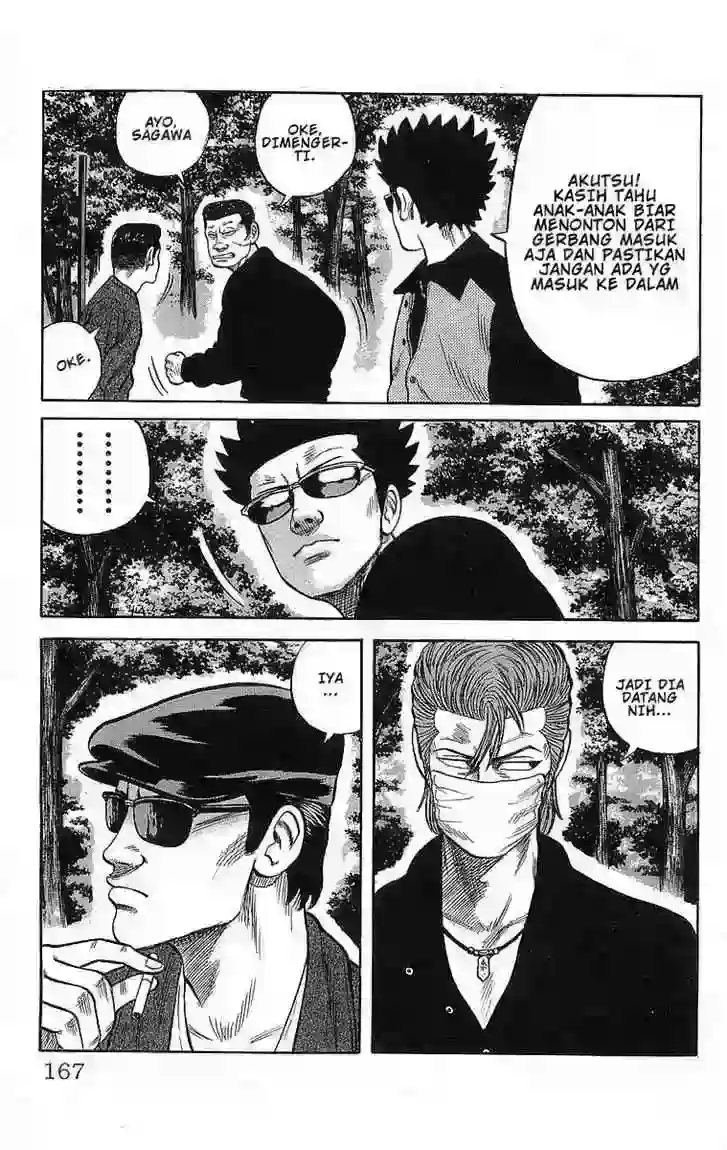 AKUTSU!
KASIH TAHU
ANAK-ANAK BIAR
MENONTON DARI
GERBANG MASUK
AJA DAN PASTIKAN
JANGAN ADA YG
MASUK KE DALAM
OKE,
DIMENGER-
TI.
AYO,
SAGAWA
OKE.
JADI DIA
DATANG
NIH...
IYA
...
167